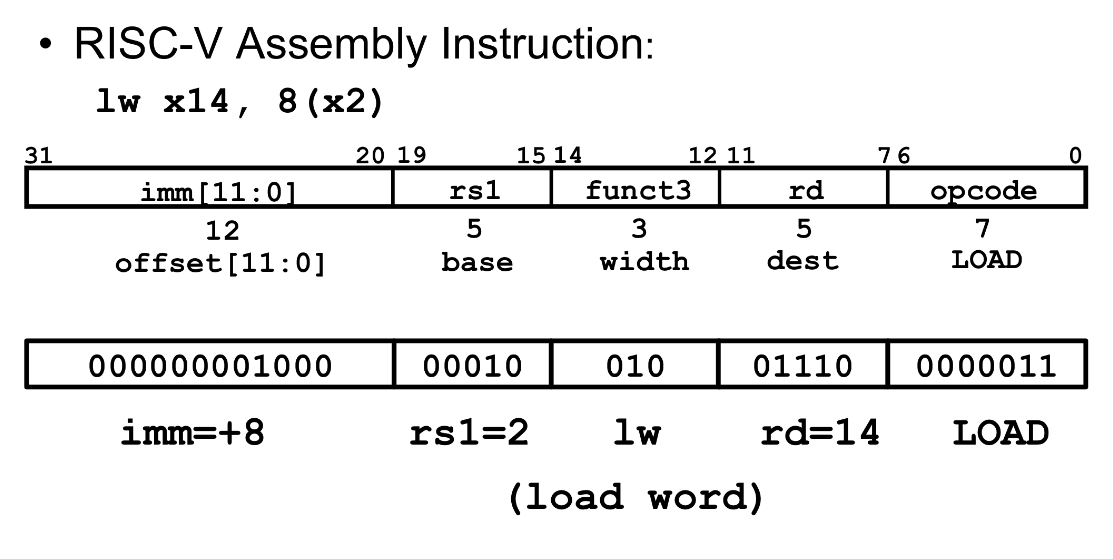 • RISC-V Assembly Instruction:
lw x14, 8(x2)
31 20 19 15 14 12 11 7 6 0
imm[11:0] rs1 funct3 rd opcode
12 5 3 5 7
offset[11:0] base width dest LOAD
000000001000 00010 010 01110 0000011
imm=+8 rs1=2 lw rd=14 LOAD
(load word)